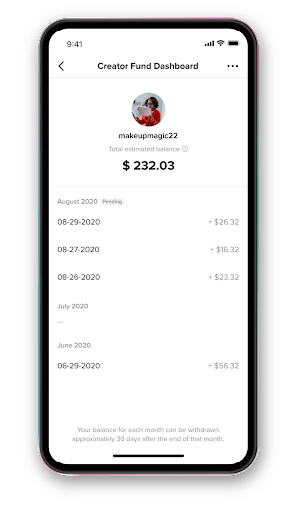 9:41
Creator Fund Dashboard
makeupmagic22
Total estimated balance
$ 232.03
August 2020 Pending
08-29-2020 + $26.32
08-27-2020 + $16.32
08-26-2020 + $23.32
July 2020
---
June 2020
06-29-2020 + $56.32
Your balance for each month can be withdrawn
approximately 30 days after the end of that month.